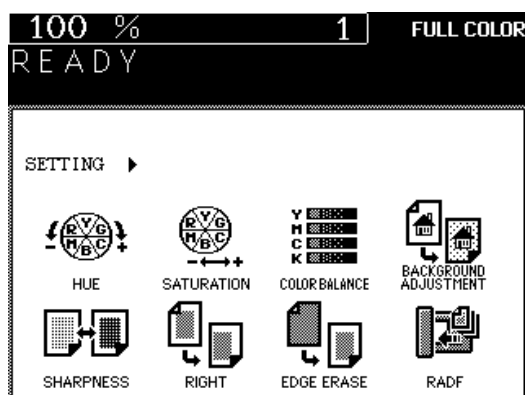 100 % 1 FULL COLOR
READY
SETTING
R Y G M B C - +
R Y G M B C - +
Y
M
C
K
HUE SATURATION COLOR BALANCE BACKGROUND
ADJUSTMENT
SHARPNESS RIGHT EDGE ERASE RADF